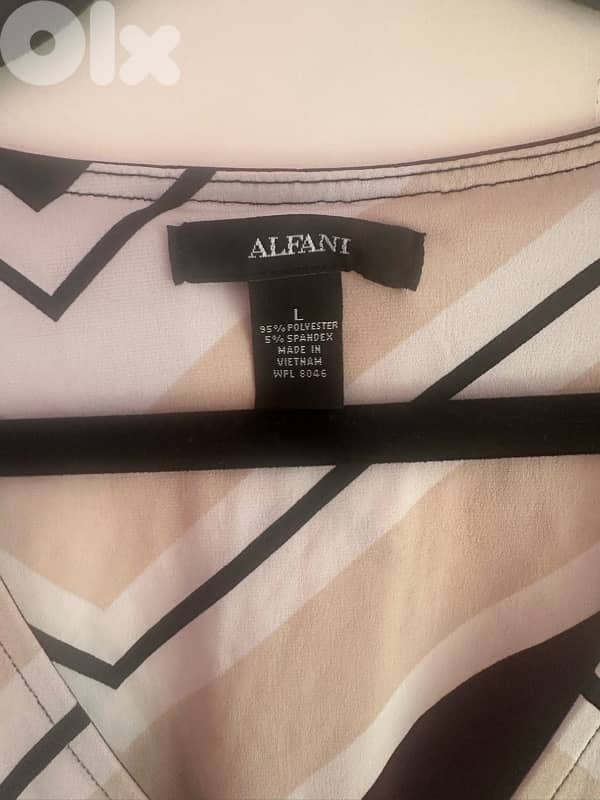 Olx
ALFANI
L
95% POLYESTER
5% SPANDEX
MADE IN
VIETNAM
WPL 8046